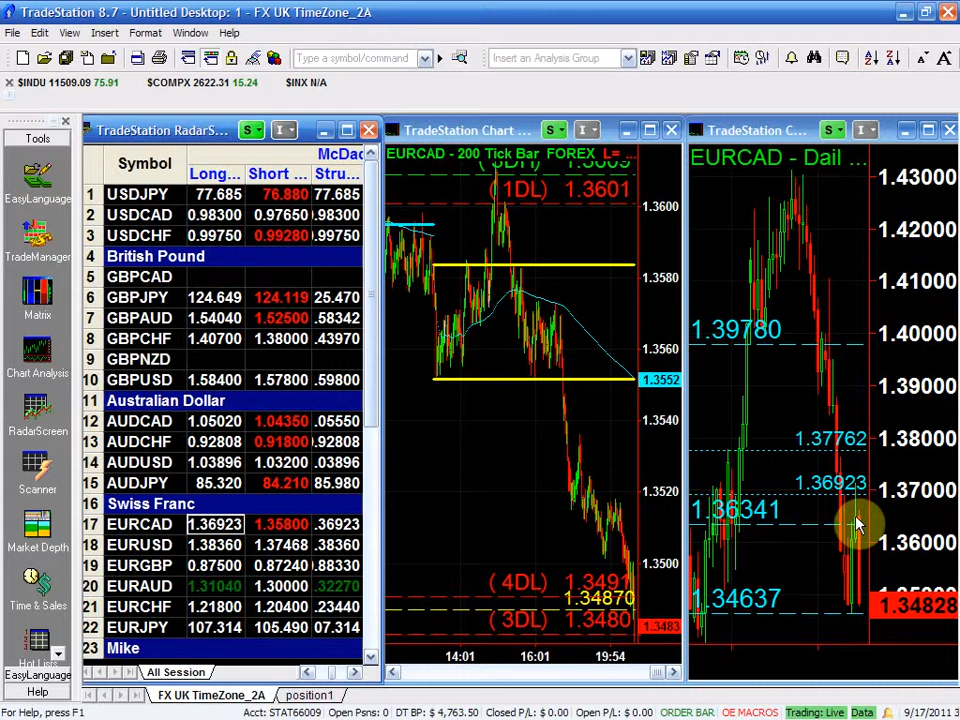 TradeStation 8.7 - Untitled Desktop: 1 - FX UK TimeZone_2A
File Edit View Insert Format Window Help
Type a symbol/command
Insert an Analysis Group
$INDU 11509.09 75.91 $COMPX 2622.31 15.24 $INX N/A
Tools
EasyLanguage
TradeManager
Matrix
Chart Analysis
RadarScreen
Scanner
Market Depth
Time & Sales
Hot Lists
EasyLanguage
Help
TradeStation RadarS... S I
Symbol
Long... Short ... Stru...
1 USDJPY 77.685 76.880 77.685
2 USDCAD 0.98300 0.97650 0.98300
3 USDCHF 0.99750 0.99280 0.99750
4 British Pound
5 GBPCAD
6 GBPJPY 124.649 124.119 25.470
7 GBPAUD 1.54040 1.52500 .58342
8 GBPCHF 1.40700 1.38000 .43970
9 GBPNZD
10 GBPUSD 1.58400 1.57800 .59800
11 Australian Dollar
12 AUDCAD 1.05020 1.04350 .05550
13 AUDCHF 0.92808 0.91800 0.92808
14 AUDUSD 1.03896 1.03200 .03896
15 AUDJPY 85.320 84.210 85.980
16 Swiss Franc
17 EURCAD 1.36923 1.35800 .36923
18 EURUSD 1.38360 1.37468 .38360
19 EURGBP 0.87500 0.87240 0.88330
20 EURAUD 1.31040 1.30000 .32270
21 EURCHF 1.21800 1.20400 .23440
22 EURJPY 107.314 105.490 07.314
23 Mike
All Session
TradeStation Chart ... S I
EURCAD - 200 Tick Bar FOREX L= ...
( 1DL) 1.3601
1.3600
1.3580
1.3560
1.3552
1.3540
1.3520
1.3500
( 4DL) 1.3491
1.34870
( 3DL) 1.3480
1.3483
14:01 16:01 19:54
TradeStation C... S I
EURCAD - Dail ...
1.43000
1.42000
1.41000
1.40000
1.39780
1.39000
1.38000
1.37762
1.37000
1.36923
1.36341
1.36000
1.34637
1.34828
FX UK TimeZone_2A position1
For Help, press F1 Acct: STAT66009 Open Psns: 0 DT BP: $ 4,763.50 Closed P/L: $ 0.00 Open P/L: $ 0.00 ORDER BAR OE MACROS Trading: Live Data 9/17/2011 3